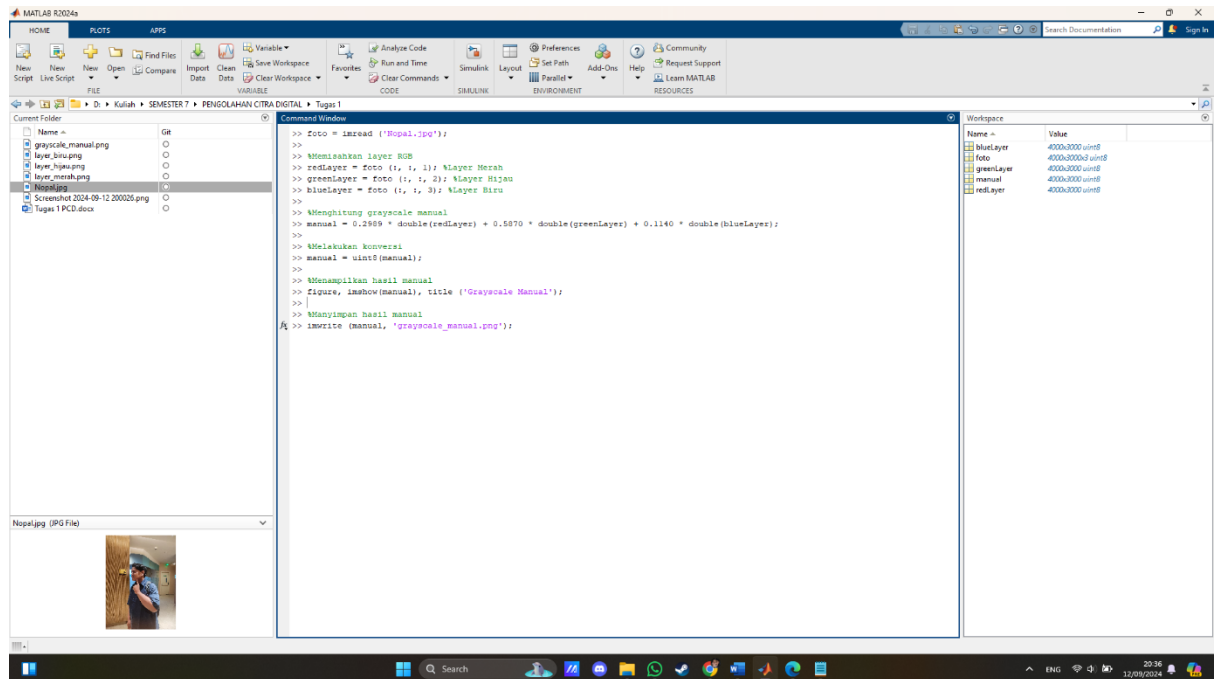 MATLAB R2024a
HOME PLOTS APPS
Search Documentation
Sign In
New Script
New Live Script
New
Open
Find Files
Compare
Import Data
Clean Data
Variable
Save Workspace
Clear Workspace
Favorites
Analyze Code
Run and Time
Clear Commands
Simulink
Layout
Preferences
Set Path
Parallel
Add-Ons
Help
Community
Request Support
Learn MATLAB
FILE VARIABLE CODE SIMULINK ENVIRONMENT RESOURCES
D: Kuliah SEMESTER 7 PENGOLAHAN CITRA DIGITAL Tugas 1
Current Folder
Name Git
grayscale_manual.png
layer_biru.png
layer_hijau.png
layer_merah.png
Nopal.jpg
Screenshot 2024-09-12 200026.png
Tugas 1 PCD.docx
Nopal.jpg (JPG File)
Command Window
>> foto = imread ('Nopal.jpg');
>>
>> %Memisahkan layer RGB
>> redLayer = foto (:, :, 1); %Layer Merah
>> greenLayer = foto (:, :, 2); %Layer Hijau
>> blueLayer = foto (:, :, 3); %Layer Biru
>>
>> %Menghitung grayscale manual
>> manual = 0.2989 * double(redLayer) + 0.5870 * double(greenLayer) + 0.1140 * double(blueLayer);
>>
>> %Melakukan konversi
>> manual = uint8(manual);
>>
>> %Menampilkan hasil manual
>> figure, imshow(manual), title ('Grayscale Manual');
>>
>> %Manyimpan hasil manual
fx >> imwrite (manual, 'grayscale_manual.png');
Workspace
Name Value
blueLayer 4000x3000 uint8
foto 4000x3000x3 uint8
greenLayer 4000x3000 uint8
manual 4000x3000 uint8
redLayer 4000x3000 uint8
Search
ENG
20:36
12/09/2024